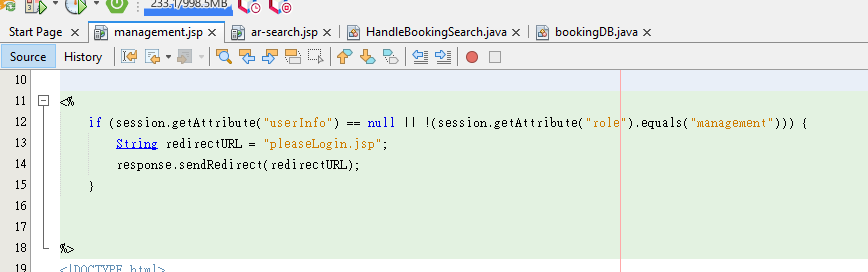 233.1/998.5MB
Start Page management.jsp ar-search.jsp HandleBookingSearch.java bookingDB.java
Source History
10
11 <%
12 if (session.getAttribute("userInfo") == null || !(session.getAttribute("role").equals("management"))) {
13 String redirectURL = "pleaseLogin.jsp";
14 response.sendRedirect(redirectURL);
15 }
16
17
18 %>
19 <!DOCTYPE html>